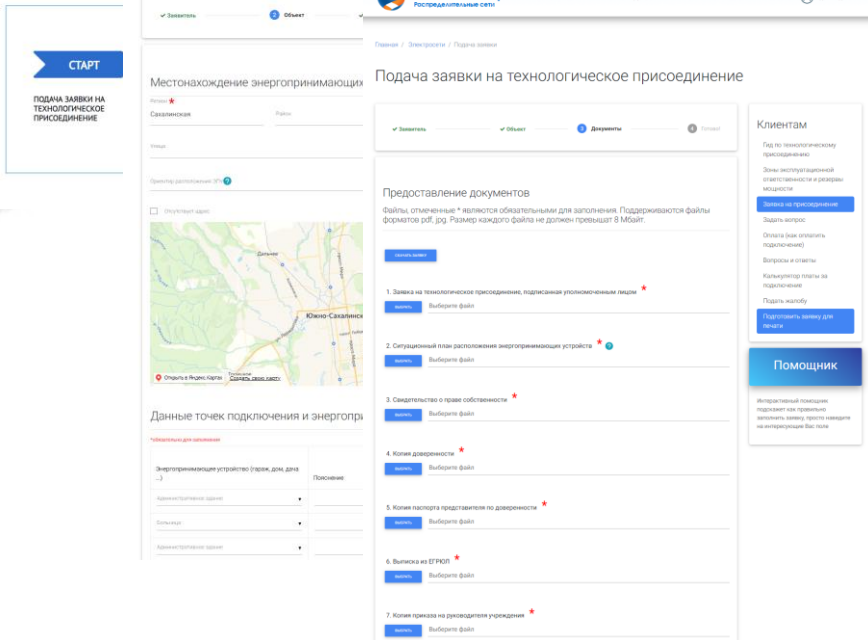 СТАРТ
ПОДАЧА ЗАЯВКИ НА
ТЕХНОЛОГИЧЕСКОЕ
ПРИСОЕДИНЕНИЕ
Заявитель
2 Объект
Местонахождение энергопринимающих
Регион *
Сахалинская
Район
Улица
Ориентир расположения ЭПУ
Отсутствует адрес
Дальнее
Южно-Сахалинск
Открыть в Яндекс.Картах
Создать свою карту
Данные точек подключения и энергопри
*обязательно для заполнения
Энергопринимающее устройство (гараж, дом, дача
...)
Пояснение
Административное здание
Больница
Административное здание
Распределительные сети
Главная / Электросети / Подача заявки
Подача заявки на технологическое присоединение
Заявитель
Объект
3 Документы
4 Готово!
Предоставление документов
Файлы, отмеченные * являются обязательными для заполнения. Поддерживаются файлы
форматов pdf, jpg. Размер каждого файла не должен превышат 8 Мбайт.
СКАЧАТЬ ЗАЯВКУ
1. Заявка на технологическое присоединение, подписанная уполномоченным лицом *
Выберите файл
2. Ситуационный план расположения энергопринимающих устройств * ?
Выберите файл
3. Свидетельство о праве собственности *
Выберите файл
4. Копия доверенности *
Выберите файл
5. Копия паспорта представителя по доверенности *
Выберите файл
6. Выписка из ЕГРЮЛ *
Выберите файл
7. Копия приказа на руководителя учреждения *
Выберите файл
Клиентам
Гид по технологическому
присоединению
Зоны эксплуатационной
ответственности и резервы
мощности
Заявка на присоединение
Задать вопрос
Оплата (как оплатить
подключение)
Вопросы и ответы
Калькулятор платы за
подключение
Подать жалобу
Подготовить заявку для
печати
Помощник
Интерактивный помощник
подскажет как правильно
заполнить заявку, просто наведите
на интересующее Вас поле